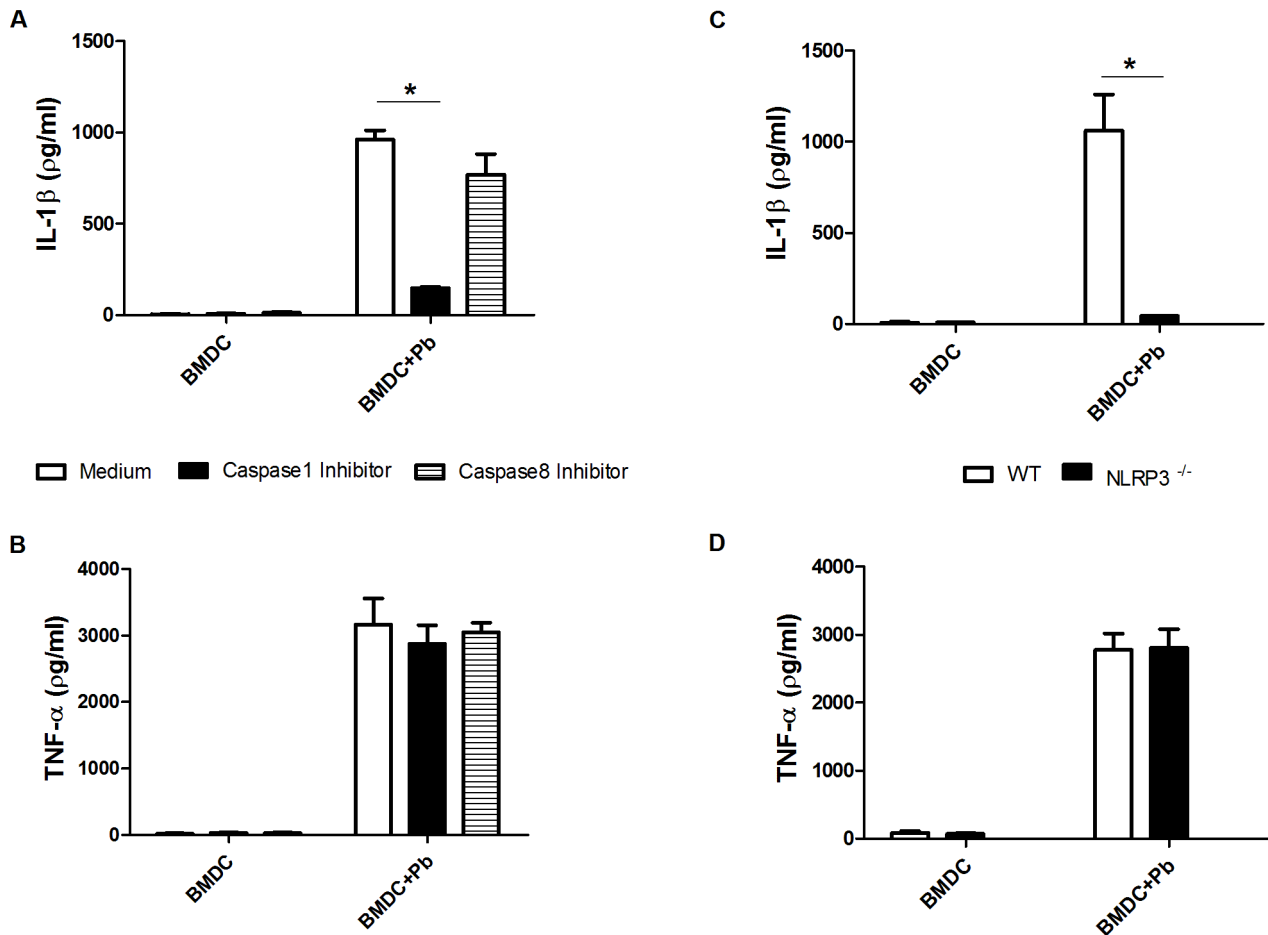 A
1500
1000
500
0
IL-1β (ρg/ml)
*
BMDC
BMDC+Pb
Medium Caspase1 Inhibitor Caspase8 Inhibitor
B
4000
3000
2000
1000
0
TNF-α (ρg/ml)
BMDC
BMDC+Pb
C
1500
1000
500
0
IL-1β (ρg/ml)
*
BMDC
BMDC+Pb
WT NLRP3 -/-
D
4000
3000
2000
1000
0
TNF-α (ρg/ml)
BMDC
BMDC+Pb